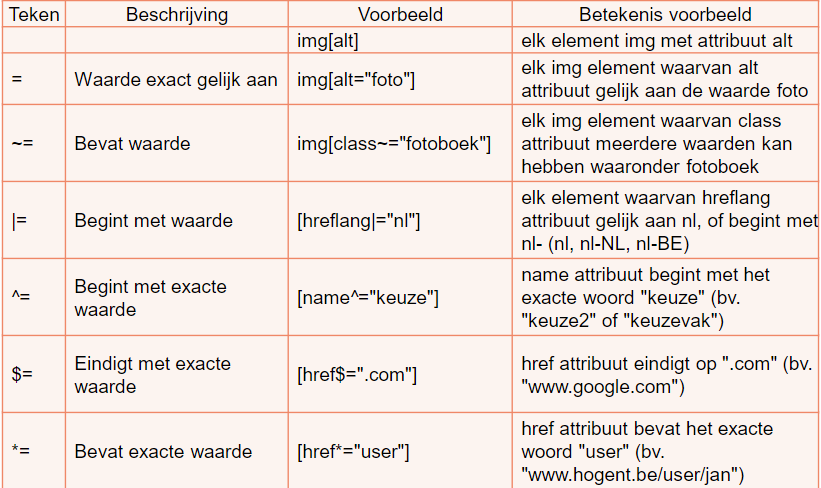 Teken Beschrijving Voorbeeld Betekenis voorbeeld
img[alt] elk element img met attribuut alt
= Waarde exact gelijk aan img[alt="foto"] elk img element waarvan alt
attribuut gelijk aan de waarde foto
~= Bevat waarde img[class~="fotoboek"] elk img element waarvan class
attribuut meerdere waarden kan
hebben waaronder fotoboek
|= Begint met waarde [hreflang|="nl"] elk element waarvan hreflang
attribuut gelijk aan nl, of begint met
nl- (nl, nl-NL, nl-BE)
^= Begint met exacte
waarde [name^="keuze"] name attribuut begint met het
exacte woord "keuze" (bv.
"keuze2" of "keuzevak")
$= Eindigt met exacte
waarde [href$=".com"] href attribuut eindigt op ".com" (bv.
"www.google.com")
*= Bevat exacte waarde [href*="user"] href attribuut bevat het exacte
woord "user" (bv.
"www.hogent.be/user/jan")